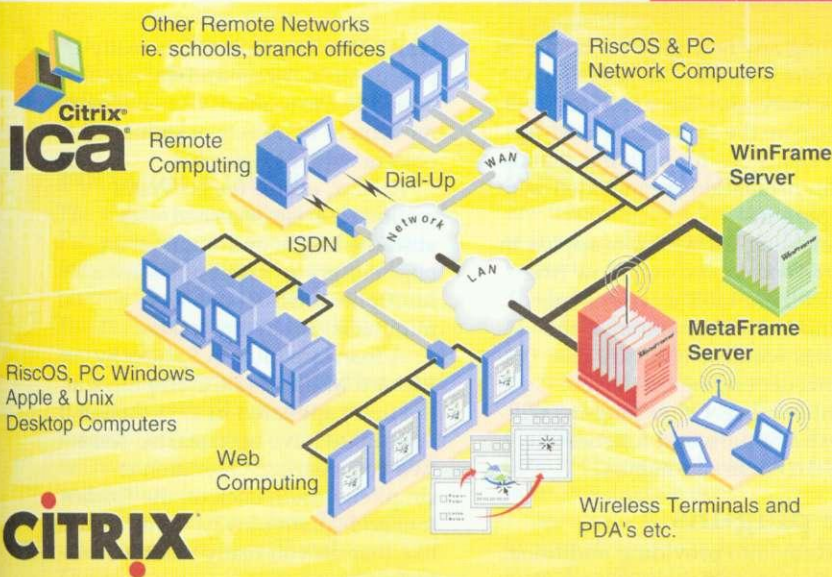 Other Remote Networks
ie. schools, branch offices
RiscOS & PC
Network Computers
Citrix®
ICa
Remote
Computing
WAN
WinFrame
Server
Dial-Up
Network
ISDN
LAN
WinFrame
MetaFrame
Server
RiscOS, PC Windows
Apple & Unix
Desktop Computers
Web
Computing
Wireless Terminals and
PDA's etc.
CiTRIX